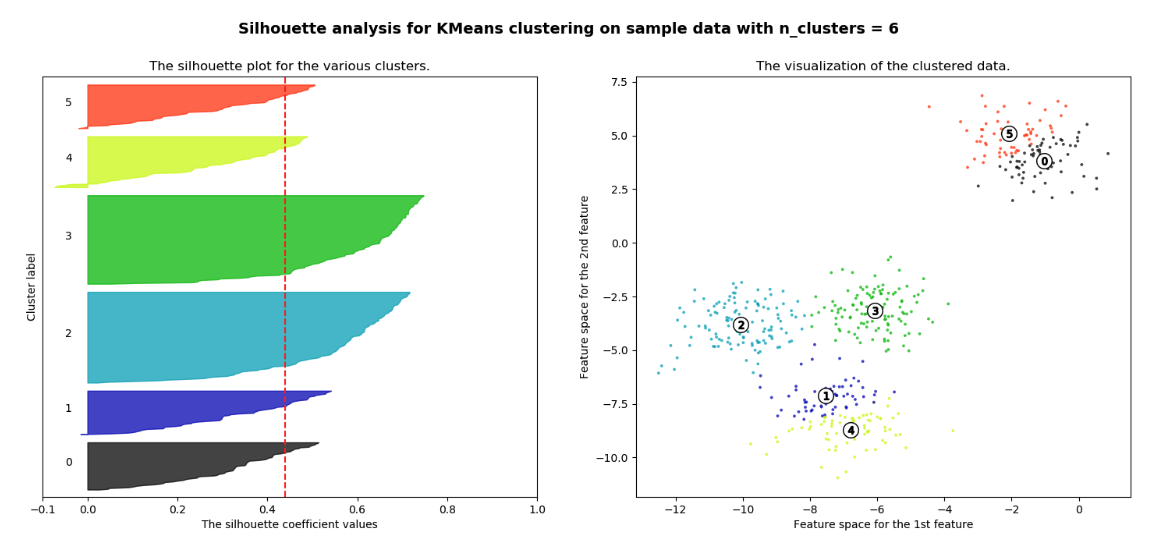 Silhouette analysis for KMeans clustering on sample data with n_clusters = 6
The silhouette plot for the various clusters.
5
4
3
2
1
0
Cluster label
−0.1 0.0 0.2 0.4 0.6 0.8 1.0
The silhouette coefficient values
The visualization of the clustered data.
7.5
5.0
2.5
0.0
−2.5
−5.0
−7.5
−10.0
Feature space for the 2nd feature
5
0
2
3
1
4
−12 −10 −8 −6 −4 −2 0
Feature space for the 1st feature